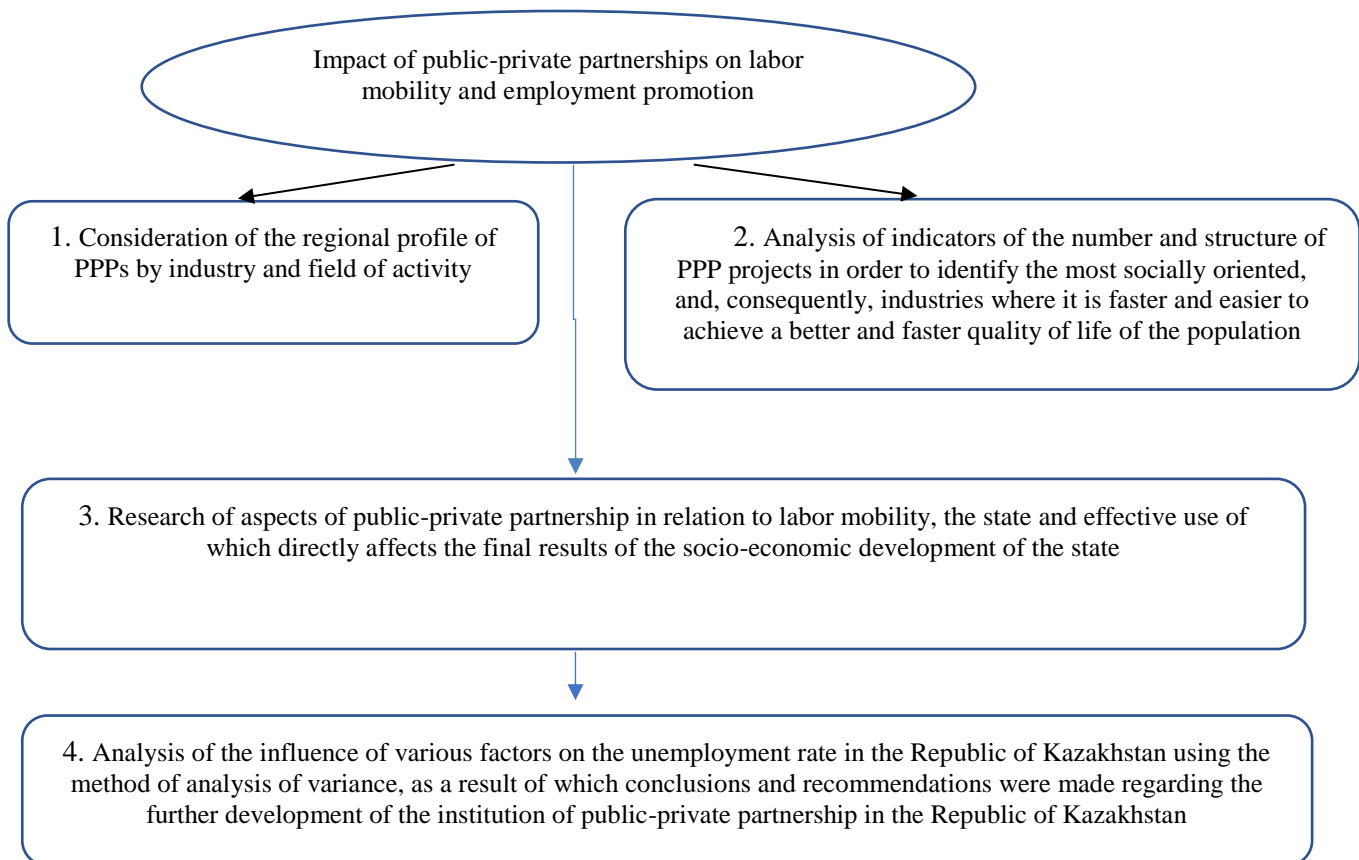 Impact of public-private partnerships on labor
mobility and employment promotion
1. Consideration of the regional profile of
PPPs by industry and field of activity
2. Analysis of indicators of the number and structure of
PPP projects in order to identify the most socially oriented,
and, consequently, industries where it is faster and easier to
achieve a better and faster quality of life of the population
3. Research of aspects of public-private partnership in relation to labor mobility, the state and effective use of
which directly affects the final results of the socio-economic development of the state
4. Analysis of the influence of various factors on the unemployment rate in the Republic of Kazakhstan using the
method of analysis of variance, as a result of which conclusions and recommendations were made regarding the
further development of the institution of public-private partnership in the Republic of Kazakhstan